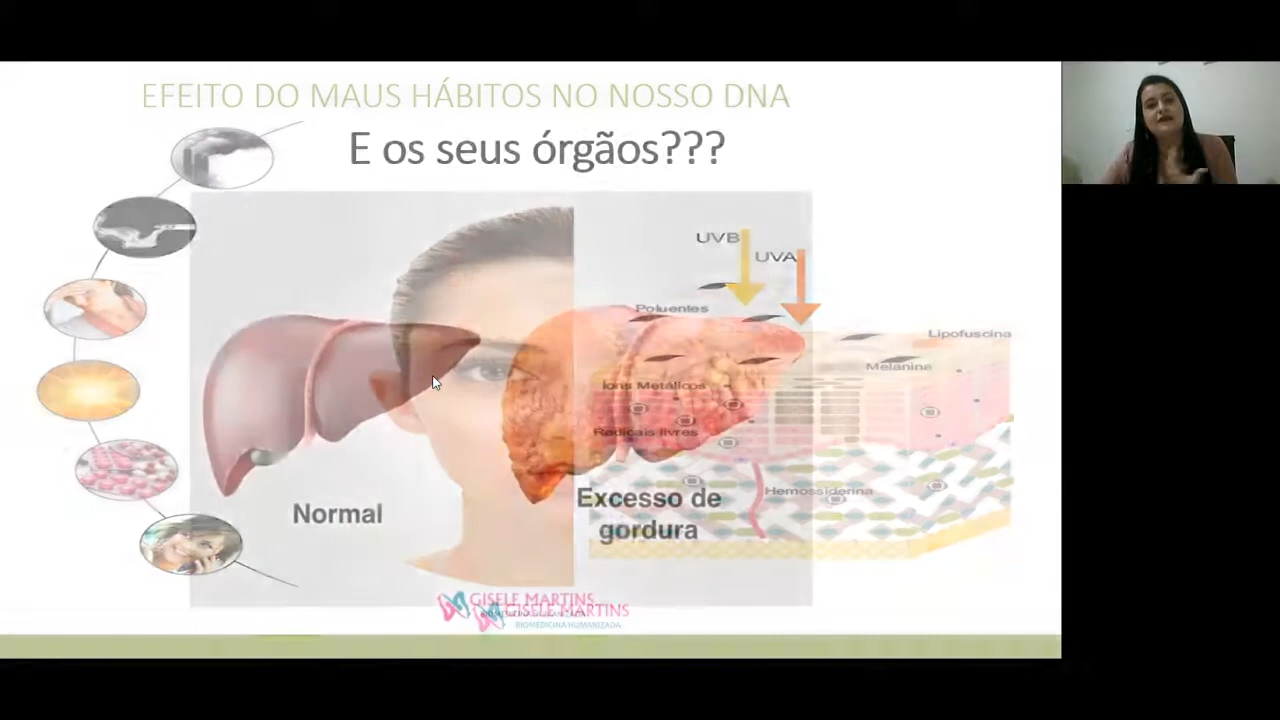 EFEITO DO MAUS HÁBITOS NO NOSSO DNA
E os seus órgãos???
UVB
UVA
Poluentes
Lipofuscina
Melanina
Íons Metálicos
Radicais livres
Hemossiderina
Normal
Excesso de
gordura
GISELE MARTINS
GISELE MARTINS
BIOMEDICINA HUMANIZADA